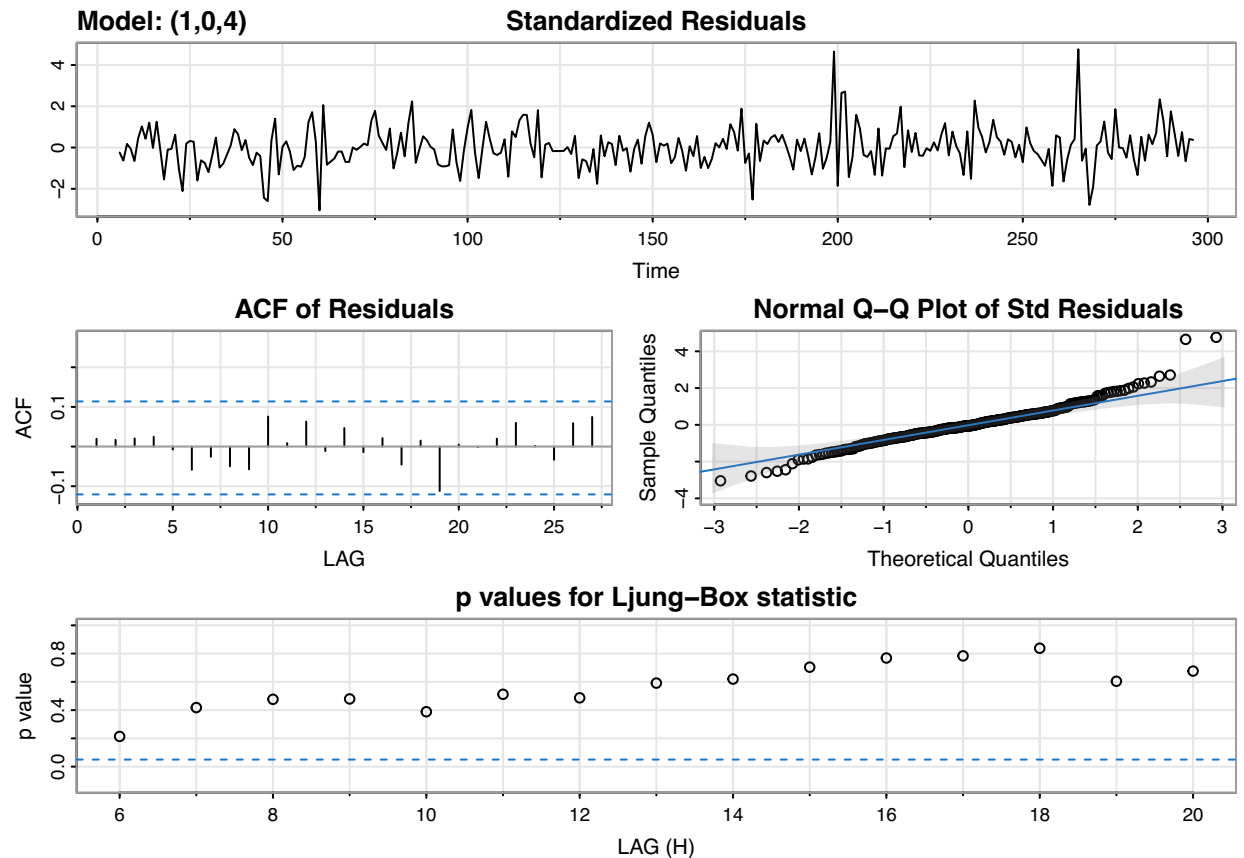 Model: (1,0,4) Standardized Residuals
4
2
0
−2
0 50 100 150 200 250 300
Time
ACF of Residuals
ACF
0.1
−0.1
0 5 10 15 20 25
LAG
Normal Q−Q Plot of Std Residuals
Sample Quantiles
4
2
0
−4
−3 −2 −1 0 1 2 3
Theoretical Quantiles
p values for Ljung−Box statistic
p value
0.8
0.4
0.0
6 8 10 12 14 16 18 20
LAG (H)